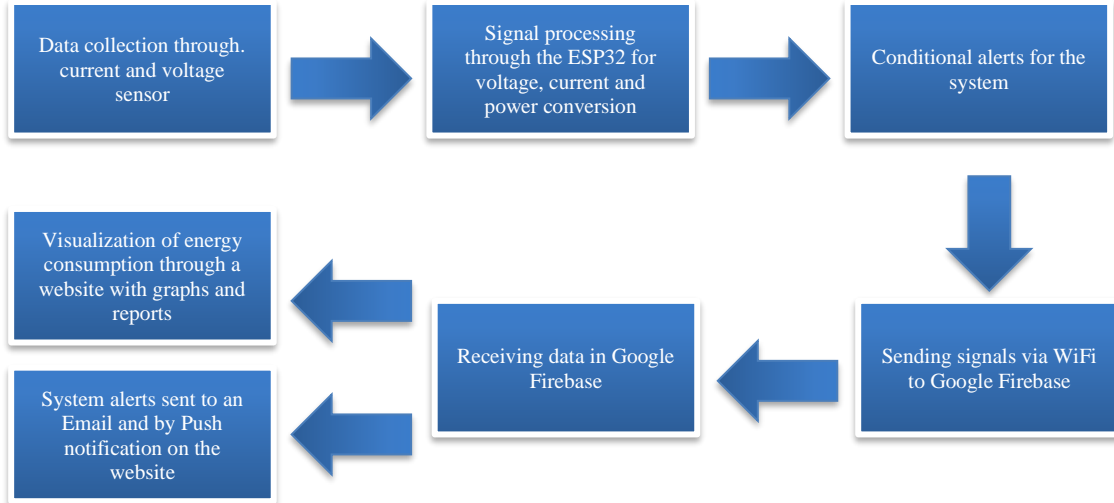 Data collection through.
current and voltage
sensor
Signal processing
through the ESP32 for
voltage, current and
power conversion
Conditional alerts for the
system
Sending signals via WiFi
to Google Firebase
Receiving data in Google
Firebase
Visualization of energy
consumption through a
website with graphs and
reports
System alerts sent to an
Email and by Push
notification on the
website